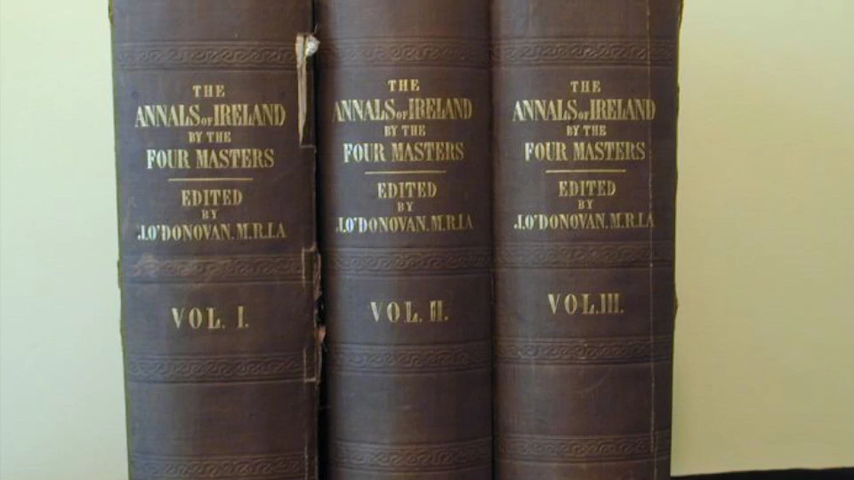 THE
ANNALS OF IRELAND
BY THE
FOUR MASTERS
EDITED
BY
J.O'DONOVAN.M.R.I.A
VOL. I.
THE
ANNALS OF IRELAND
BY THE
FOUR MASTERS
EDITED
BY
J.O'DONOVAN.M.R.I.A
VOL. II.
THE
ANNALS OF IRELAND
BY THE
FOUR MASTERS
EDITED
BY
J.O'DONOVAN.M.R.I.A
VOL. III.